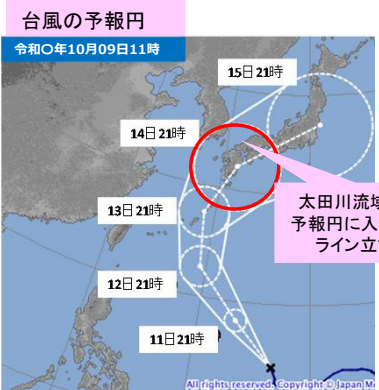 台風の予報円
令和〇年10月09日11時
15日21時
14日21時
太田川流域
予報円に入
ライン立
13日21時
12日21時
11日21時
All rights reserved. Copyright © Japan Me